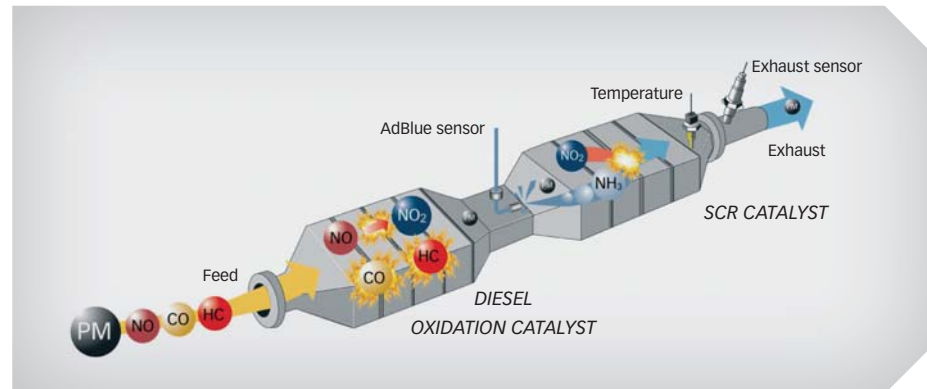 Exhaust sensor
Temperature
AdBlue sensor
PM
Exhaust
NO₂
NH₃
SCR CATALYST
NO₂
NO
HC
CO
Feed
DIESEL
OXIDATION CATALYST
PM
NO
CO
HC